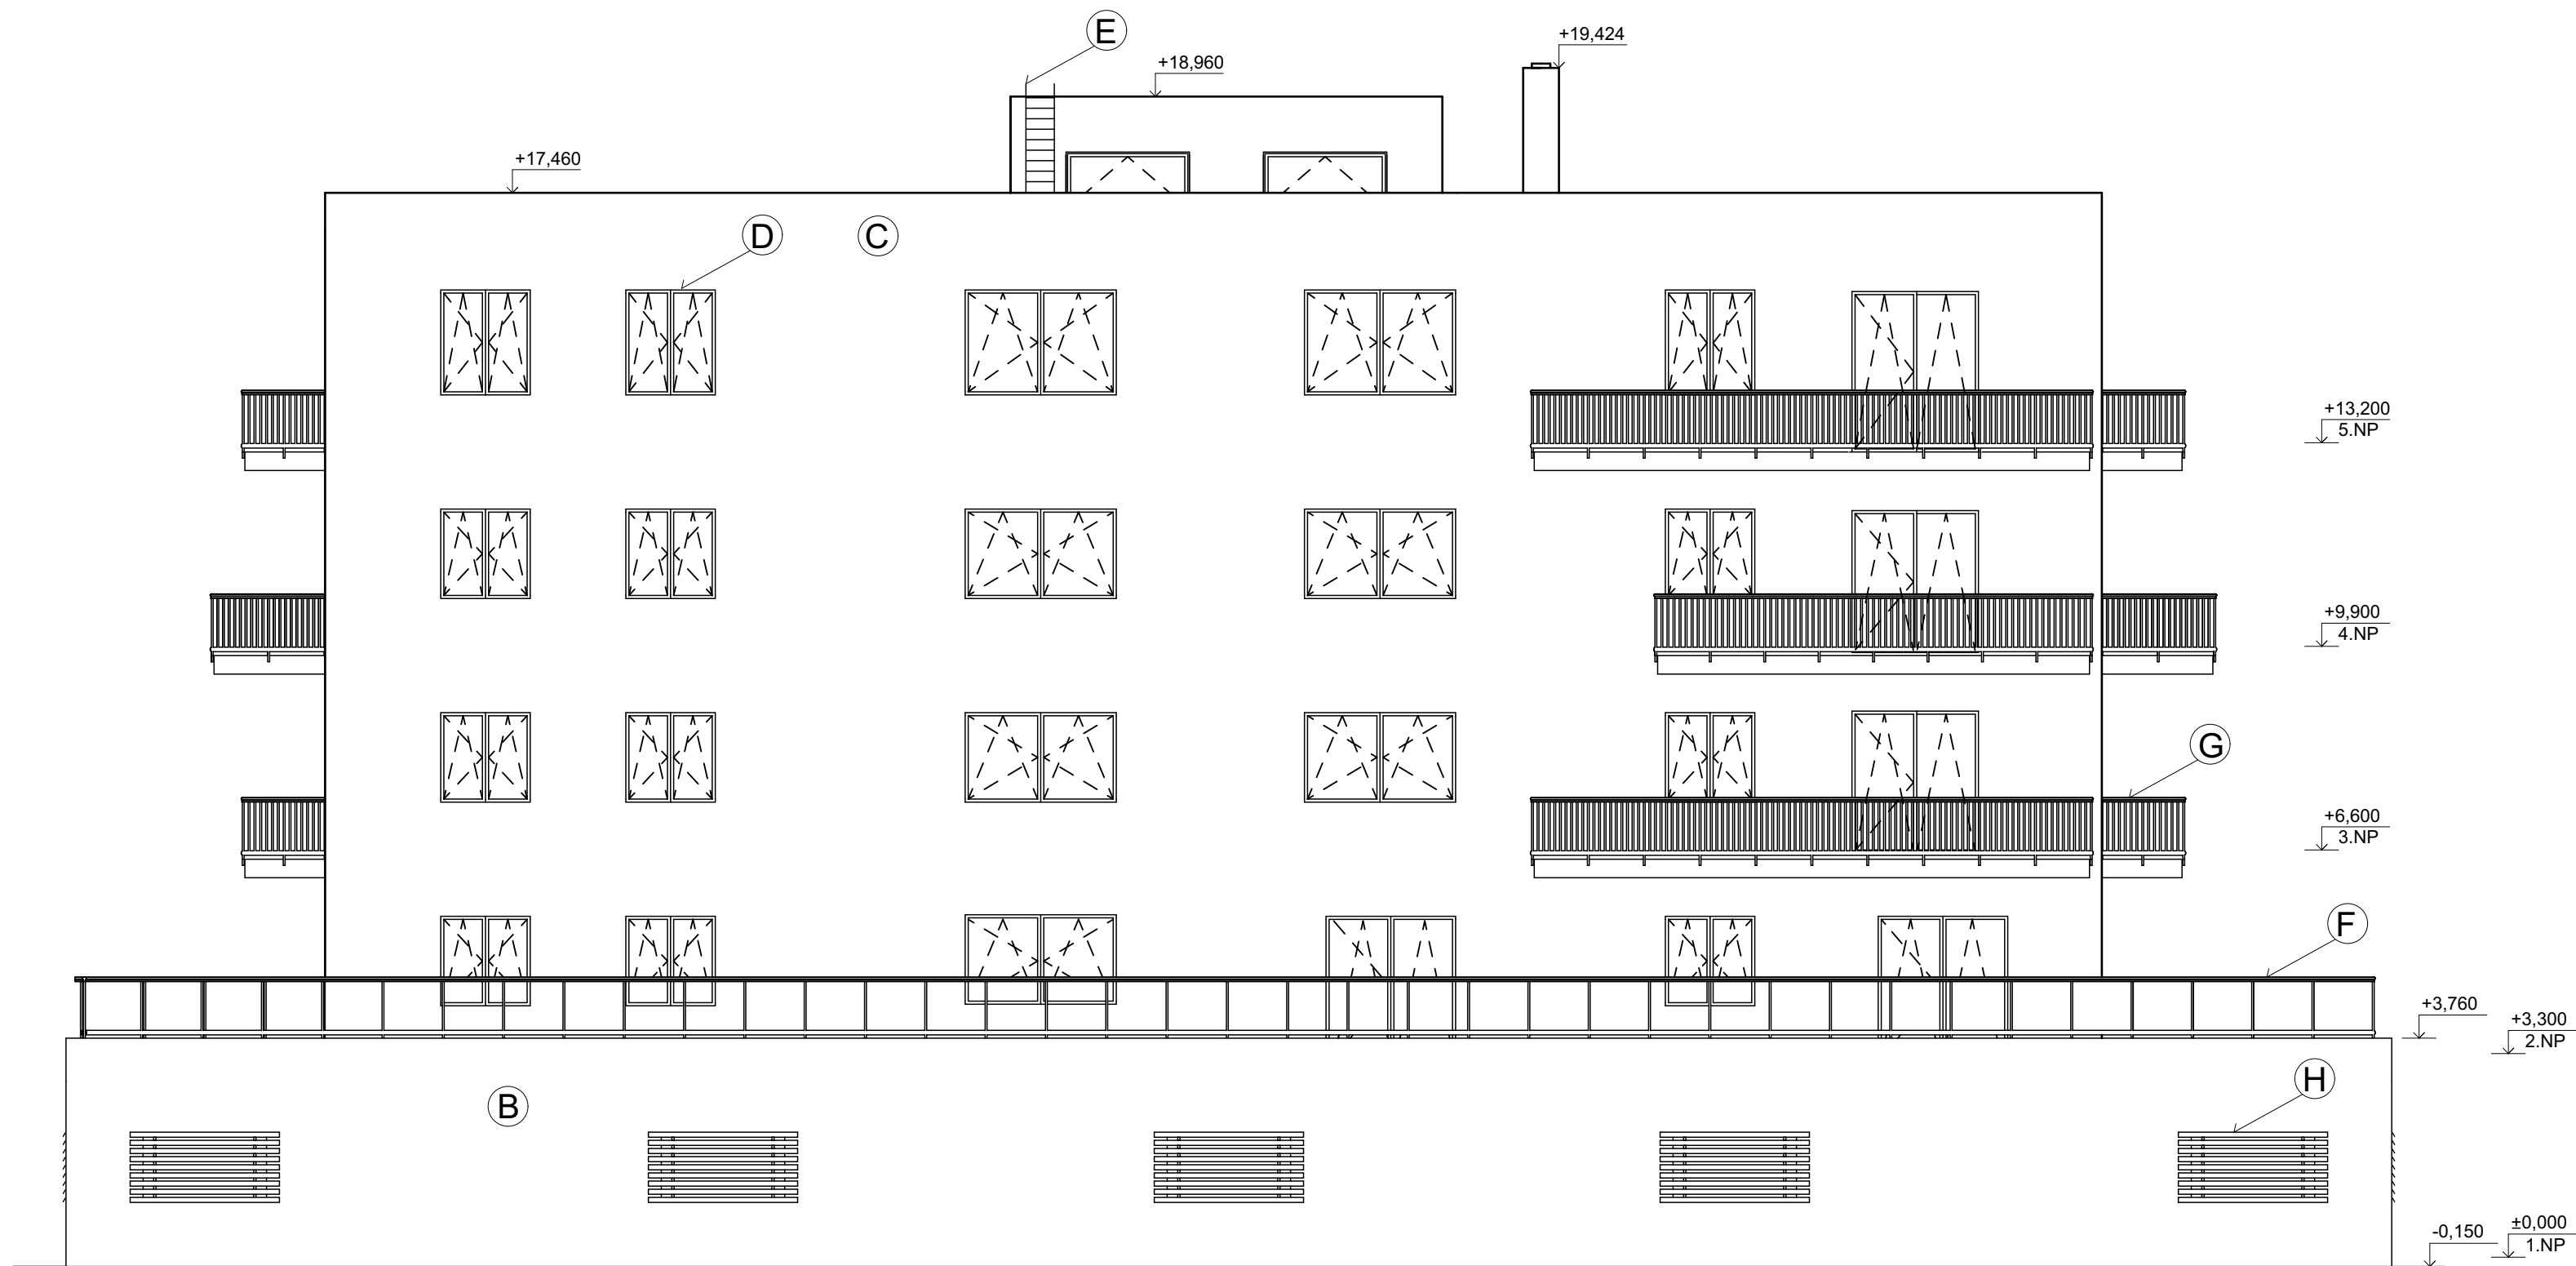 E
+19,424
+18,960
+17,460
D
C
+13,200
5.NP
+9,900
4.NP
G
+6,600
3.NP
F
+3,760
+3,300
2.NP
H
B
-0,150
±0,000
1.NP